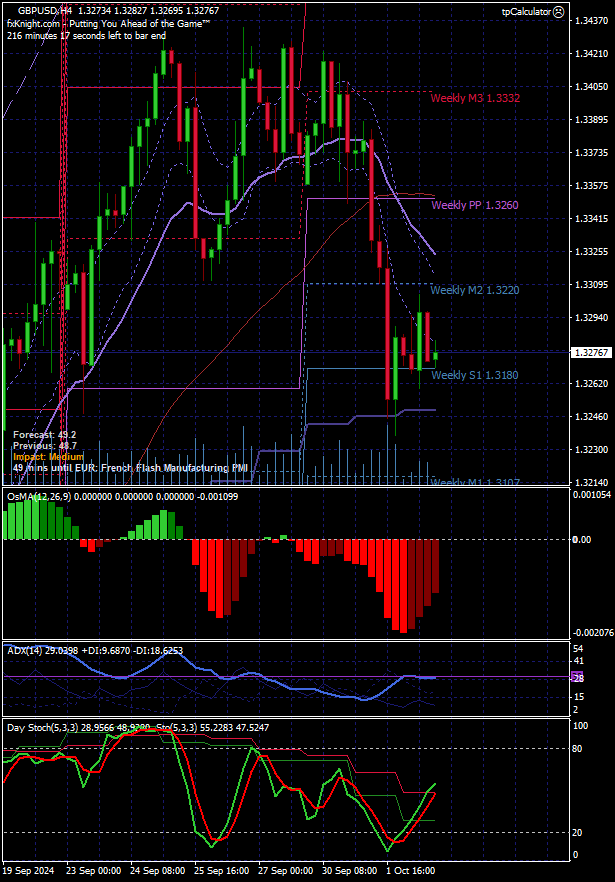 GBPUSD,H4 1.32734 1.32827 1.32695 1.32767
tpCalculator
fxKnight.com - Putting You Ahead of the Game™
216 minutes 17 seconds left to bar end
1.34370
1.34210
1.34050
1.33895
1.33735
1.33575
1.33415
1.33255
1.33095
1.32940
1.32767
1.32620
1.32460
1.32300
1.32140
Weekly M3 1.3332
Weekly PP 1.3260
Weekly M2 1.3220
Weekly S1 1.3180
Weekly M1 1.3107
Forecast: 49.2
Previous: 48.7
Impact: Medium
49 mins until EUR: French Flash Manufacturing PMI
OsMA(12,26,9) 0.000000 0.000000 0.000000 -0.001099
0.001054
0.00
-0.002076
ADX(14) 29.0398 +DI:9.6870 -DI:18.6253
54
41
28
15
2
Day Stoch(5,3,3) 28.9566 48.9280 Sto(5,3,3) 55.2283 47.5247
100
80
20
0
19 Sep 2024
23 Sep 00:00
24 Sep 08:00
25 Sep 16:00
27 Sep 00:00
30 Sep 08:00
1 Oct 16:00